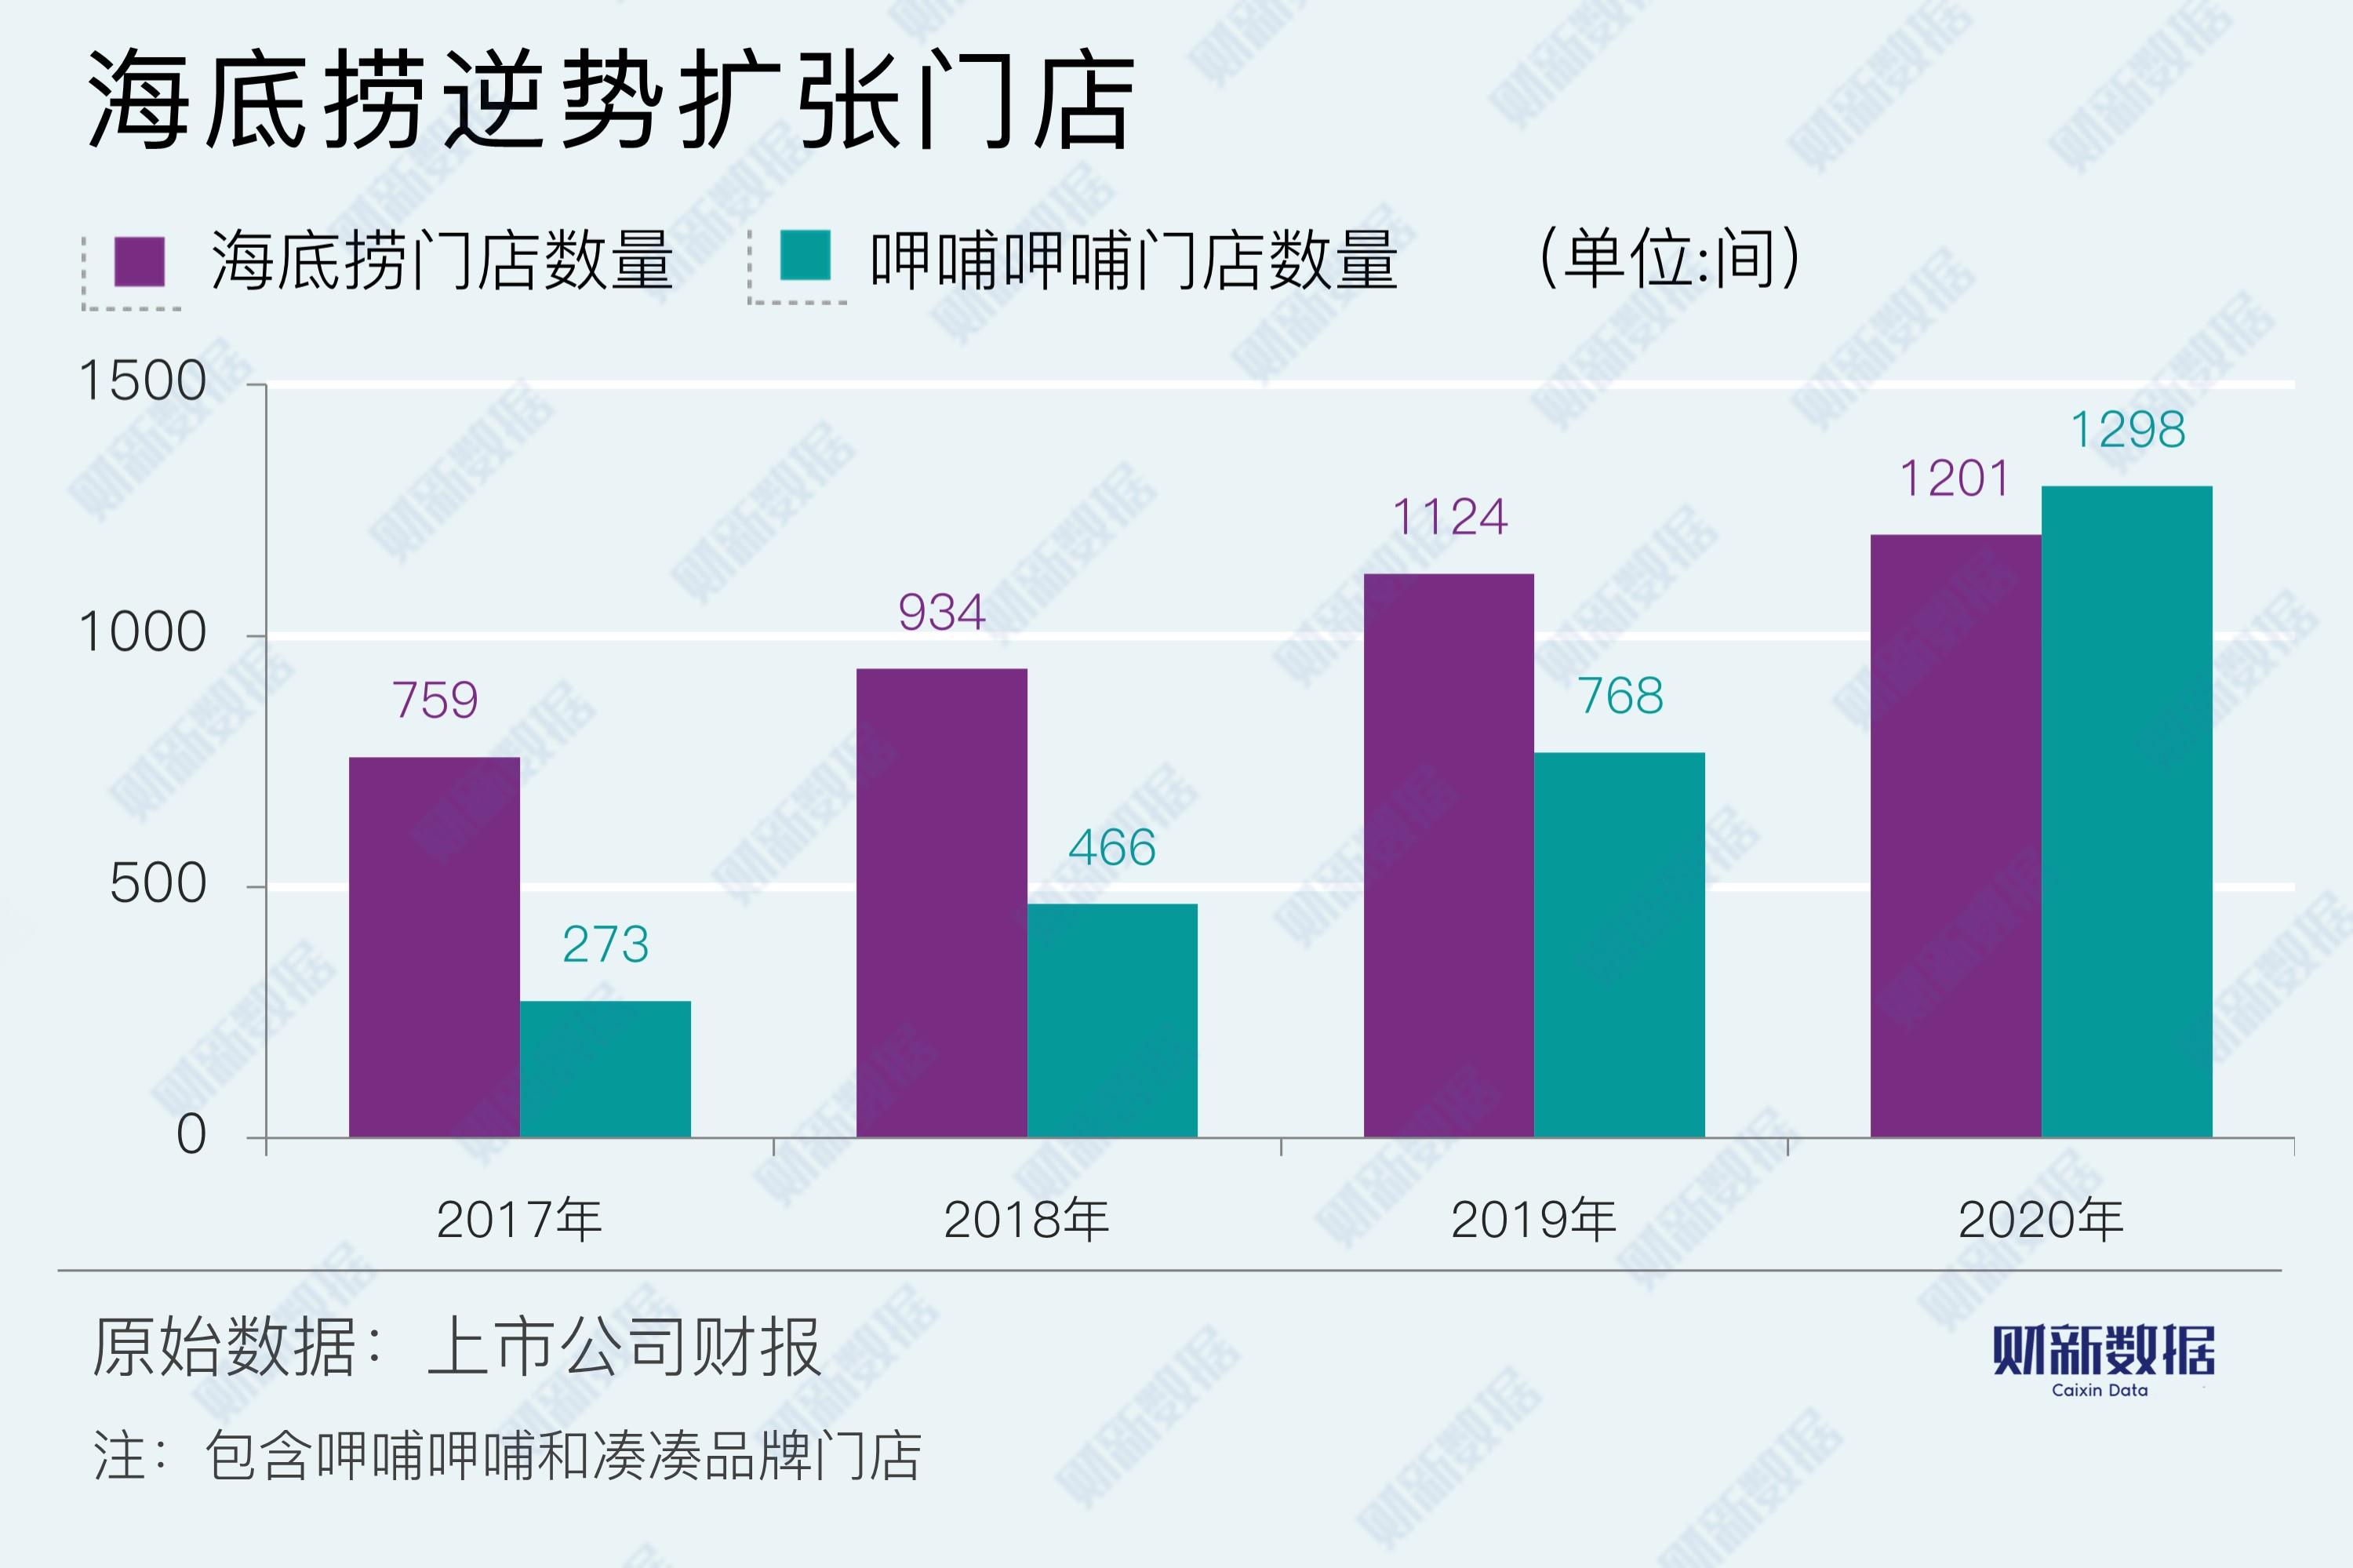 海底捞逆势扩张门店
海底捞门店数量 呷哺呷哺门店数量 (单位:间)
1500
1298
1201
1124
1000
934
768
759
500
466
273
0
2017年 2018年 2019年 2020年
原始数据：上市公司财报
财新数据
Caixin Data
注：包含呷哺呷哺和凑凑品牌门店